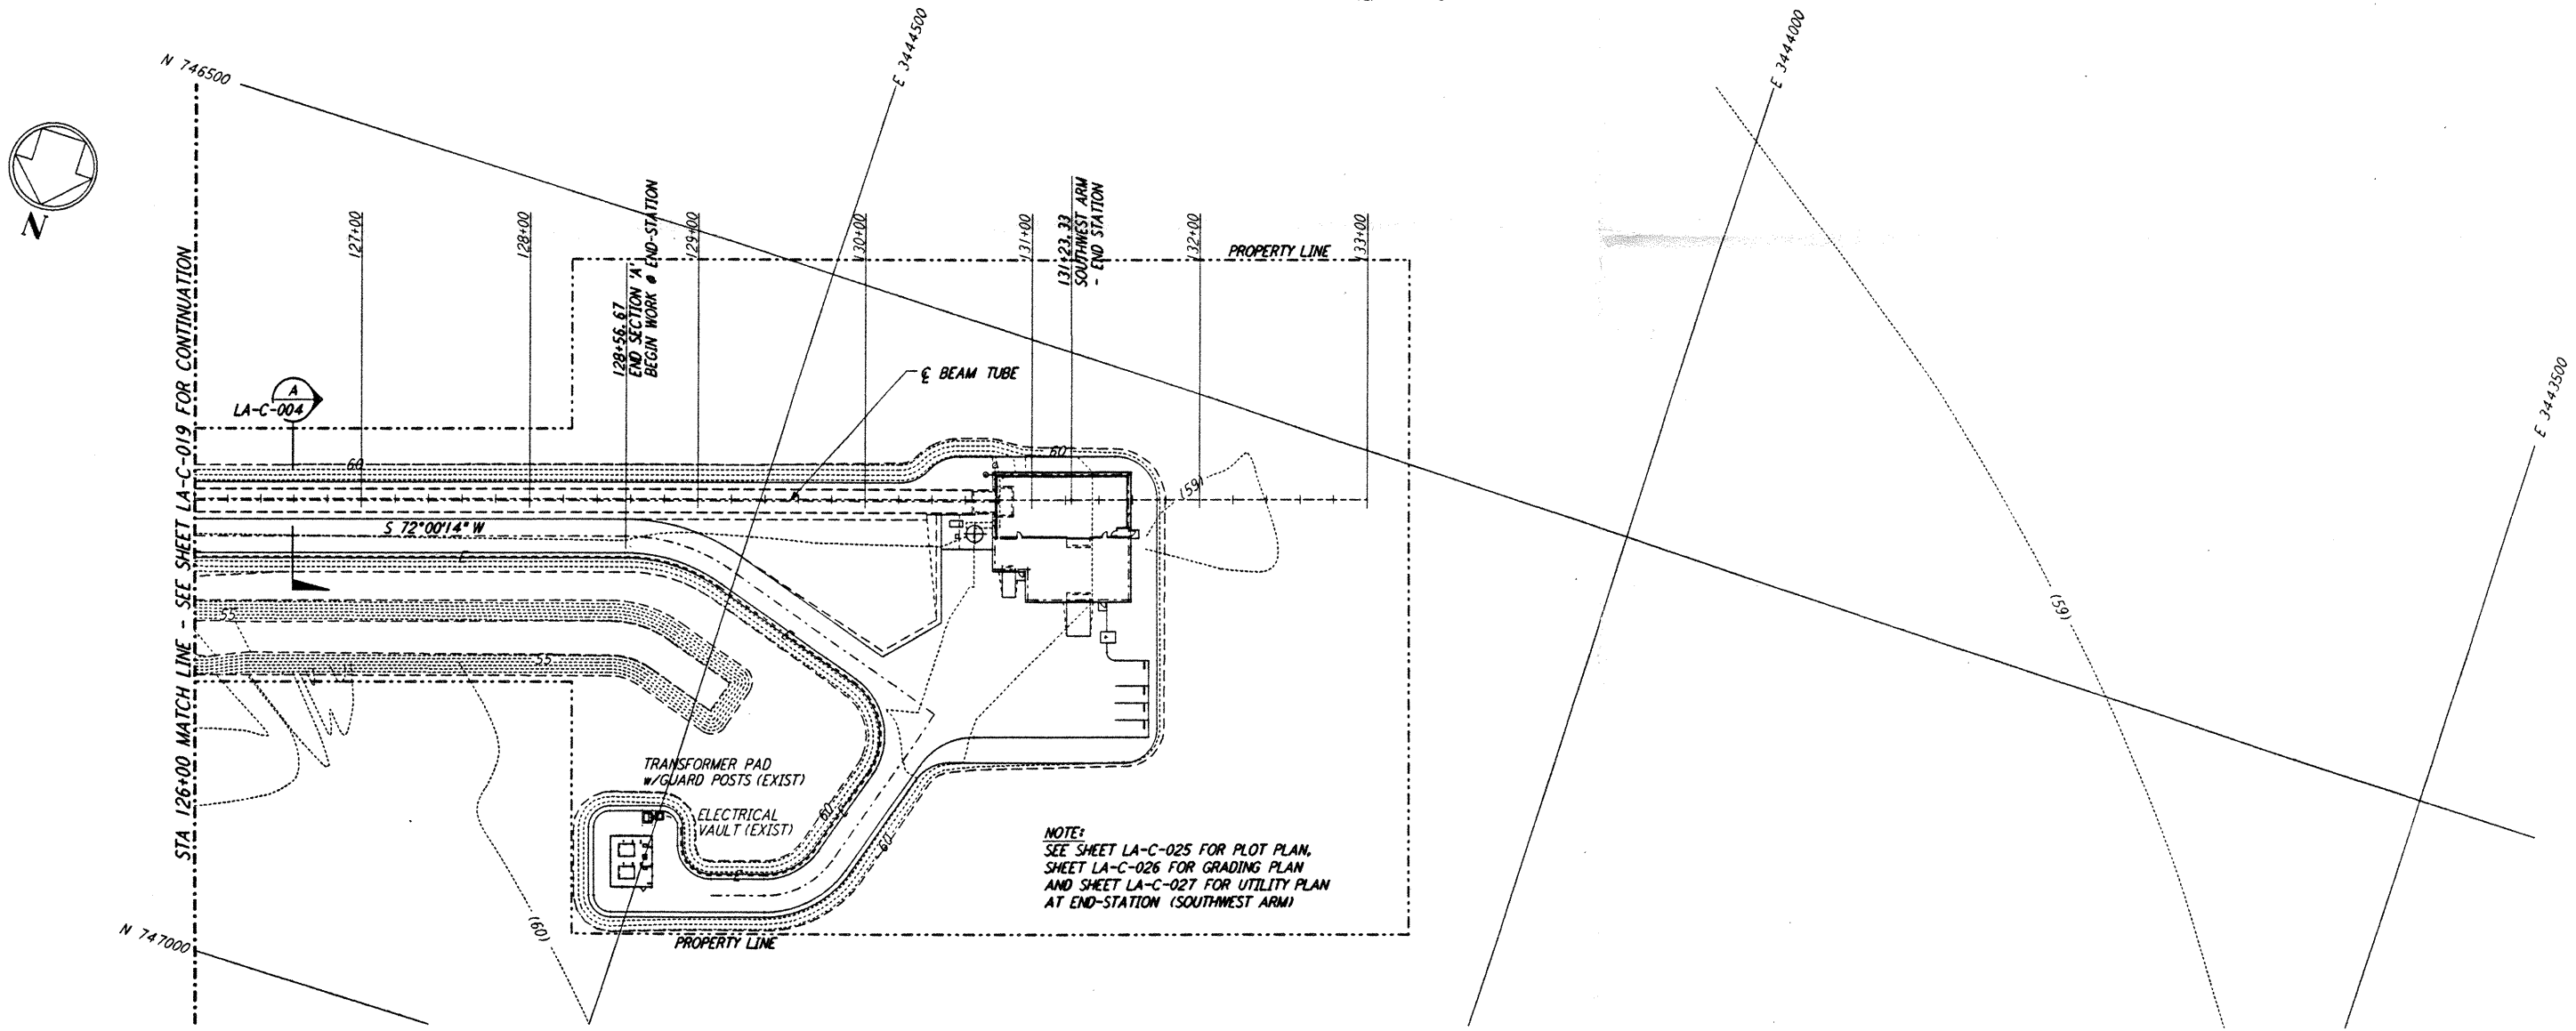 N 746500
E 3444500
E 3444000
E 3443500
N
127+00
128+00
128+56.67
END SECTION 'A'
BEGIN WORK @ END-STATION
129+00
130+00
131+00
131+23.33
SOUTHWEST ARM
- END STATION
132+00
133+00
PROPERTY LINE
STA 126+00 MATCH LINE - SEE SHEET LA-C-019 FOR CONTINUATION
A
LA-C-004
℄ BEAM TUBE
60
60
(59)
S 72°00'14" W
55
55
(59)
TRANSFORMER PAD
w/GUARD POSTS (EXIST)
ELECTRICAL
VAULT (EXIST)
60
60
NOTE:
SEE SHEET LA-C-025 FOR PLOT PLAN,
SHEET LA-C-026 FOR GRADING PLAN
AND SHEET LA-C-027 FOR UTILITY PLAN
AT END-STATION (SOUTHWEST ARM)
(60)
PROPERTY LINE
N 747000